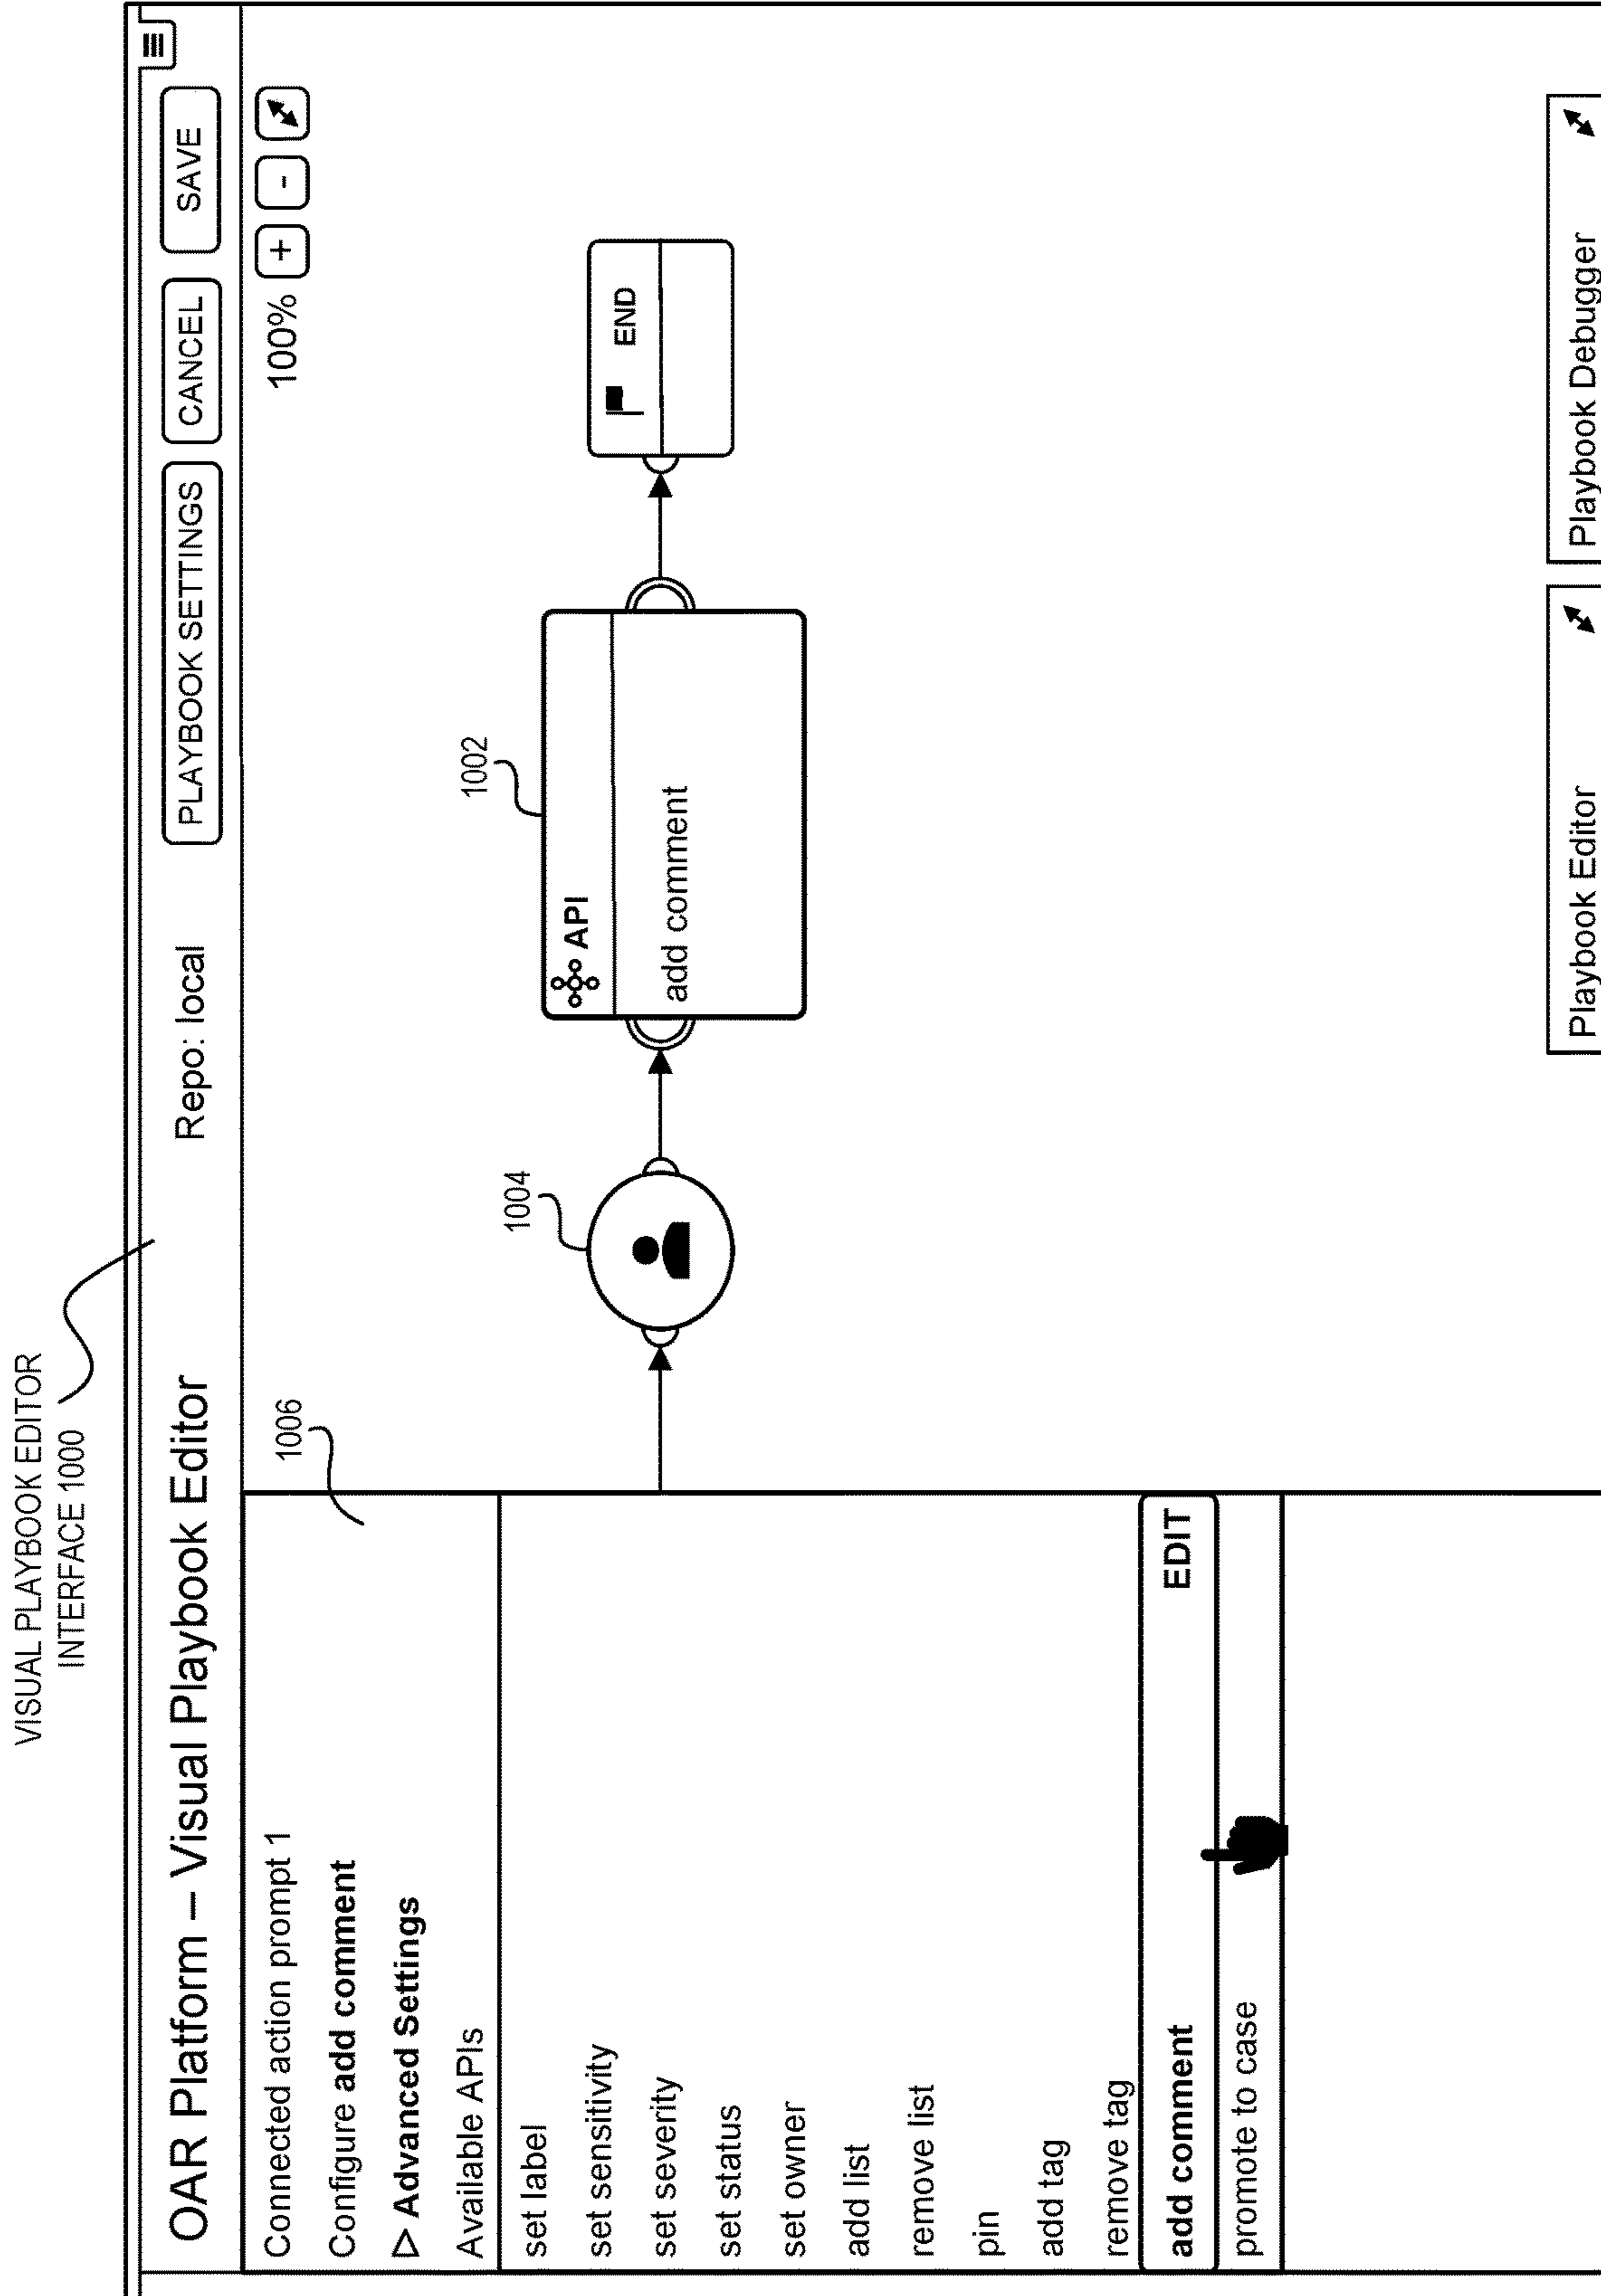 VISUAL PLAYBOOK EDITOR
INTERFACE 1000
OAR Platform – Visual Playbook Editor
Repo: local
PLAYBOOK SETTINGS
CANCEL
SAVE
100%
+
-
Connected action prompt 1
Configure add comment
Advanced Settings
Available APIs
set label
set sensitivity
set severity
set status
set owner
add list
remove list
pin
add tag
remove tag
add comment
EDIT
promote to case
1006
1004
1002
API
add comment
END
Playbook Editor
Playbook Debugger